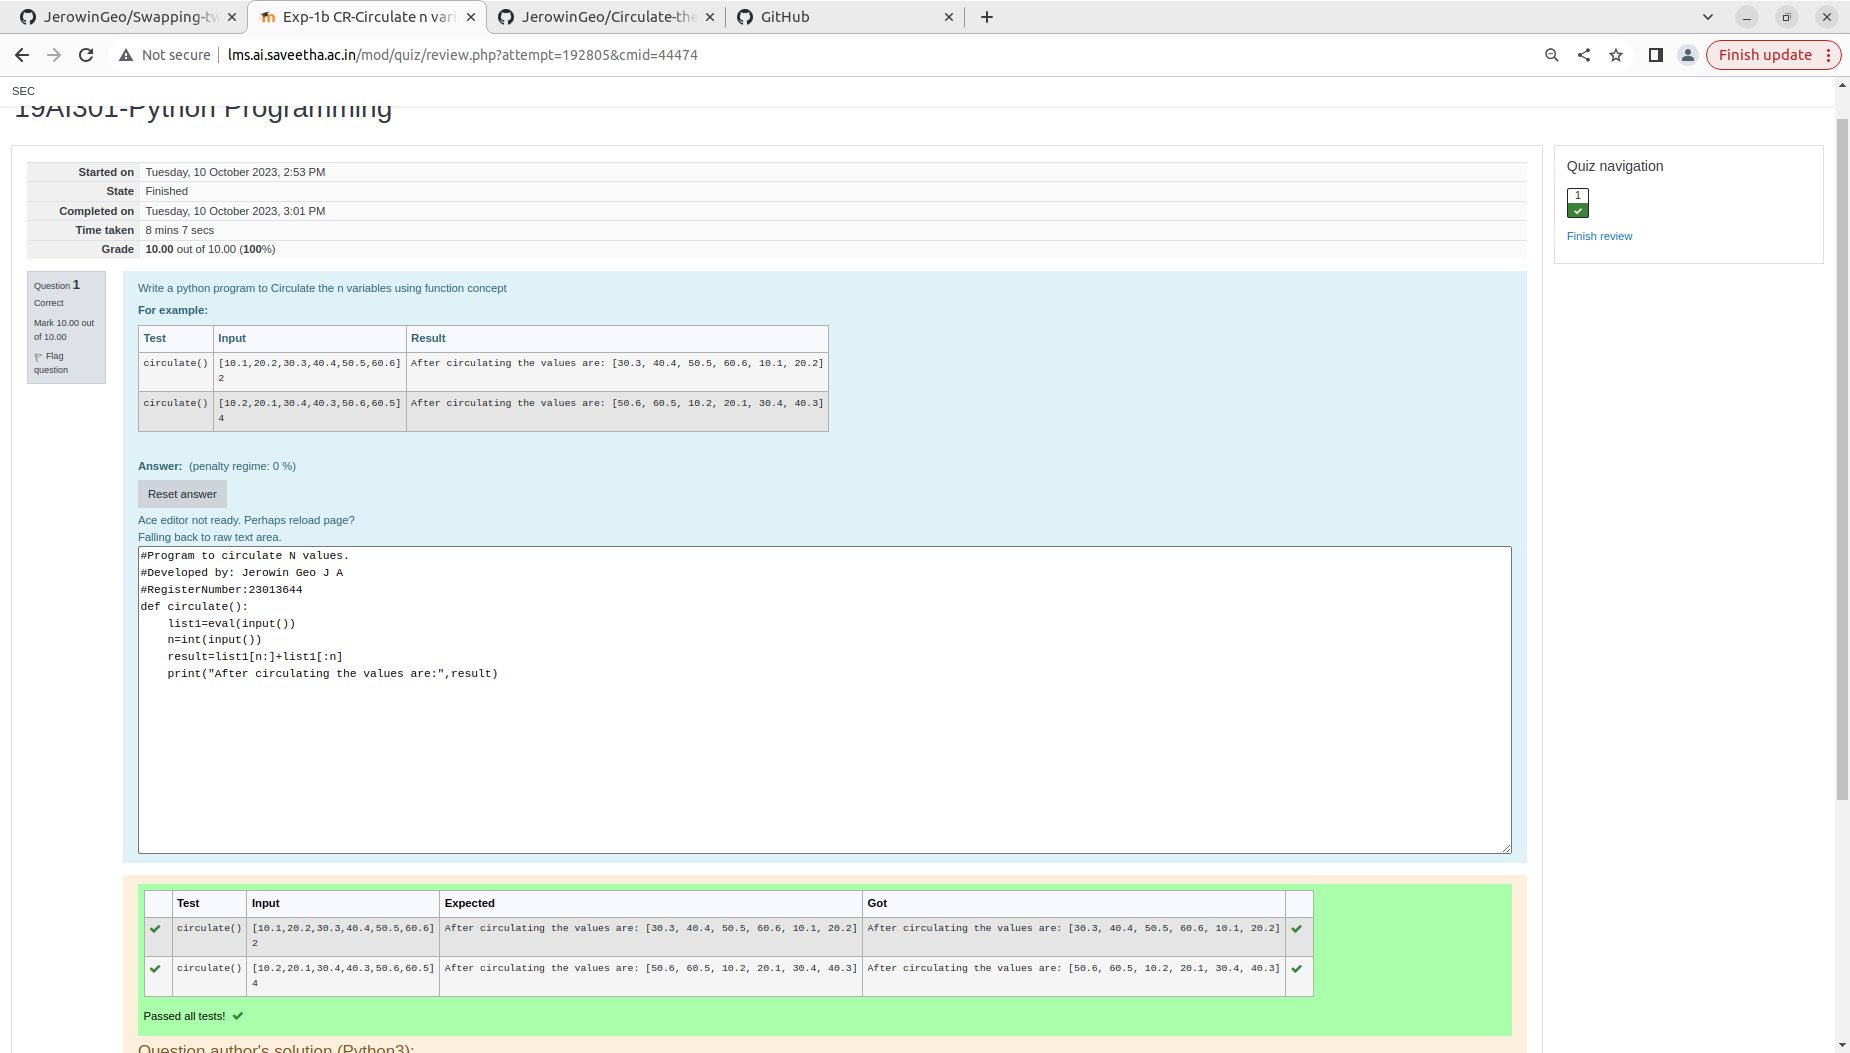 JerowinGeo/Swapping-tw
Exp-1b CR-Circulate n vari
JerowinGeo/Circulate-the
GitHub
Not secure
lms.ai.saveetha.ac.in/mod/quiz/review.php?attempt=192805&cmid=44474
Finish update
SEC
19AI301-Python Programming
Started on Tuesday, 10 October 2023, 2:53 PM
State Finished
Completed on Tuesday, 10 October 2023, 3:01 PM
Time taken 8 mins 7 secs
Grade 10.00 out of 10.00 (100%)
Quiz navigation
1
Finish review
Question 1
Correct
Mark 10.00 out
of 10.00
Flag
question
Write a python program to Circulate the n variables using function concept
For example:
Test Input Result
circulate() [10.1,20.2,30.3,40.4,50.5,60.6] After circulating the values are: [30.3, 40.4, 50.5, 60.6, 10.1, 20.2]
2
circulate() [10.2,20.1,30.4,40.3,50.6,60.5] After circulating the values are: [50.6, 60.5, 10.2, 20.1, 30.4, 40.3]
4
Answer: (penalty regime: 0 %)
Reset answer
Ace editor not ready. Perhaps reload page?
Falling back to raw text area.
#Program to circulate N values.
#Developed by: Jerowin Geo J A
#RegisterNumber:23013644
def circulate():
    list1=eval(input())
    n=int(input())
    result=list1[n:]+list1[:n]
    print("After circulating the values are:",result)
Test Input Expected Got
circulate() [10.1,20.2,30.3,40.4,50.5,60.6] After circulating the values are: [30.3, 40.4, 50.5, 60.6, 10.1, 20.2] After circulating the values are: [30.3, 40.4, 50.5, 60.6, 10.1, 20.2]
2
circulate() [10.2,20.1,30.4,40.3,50.6,60.5] After circulating the values are: [50.6, 60.5, 10.2, 20.1, 30.4, 40.3] After circulating the values are: [50.6, 60.5, 10.2, 20.1, 30.4, 40.3]
4
Passed all tests!
Question author's solution (Python3):